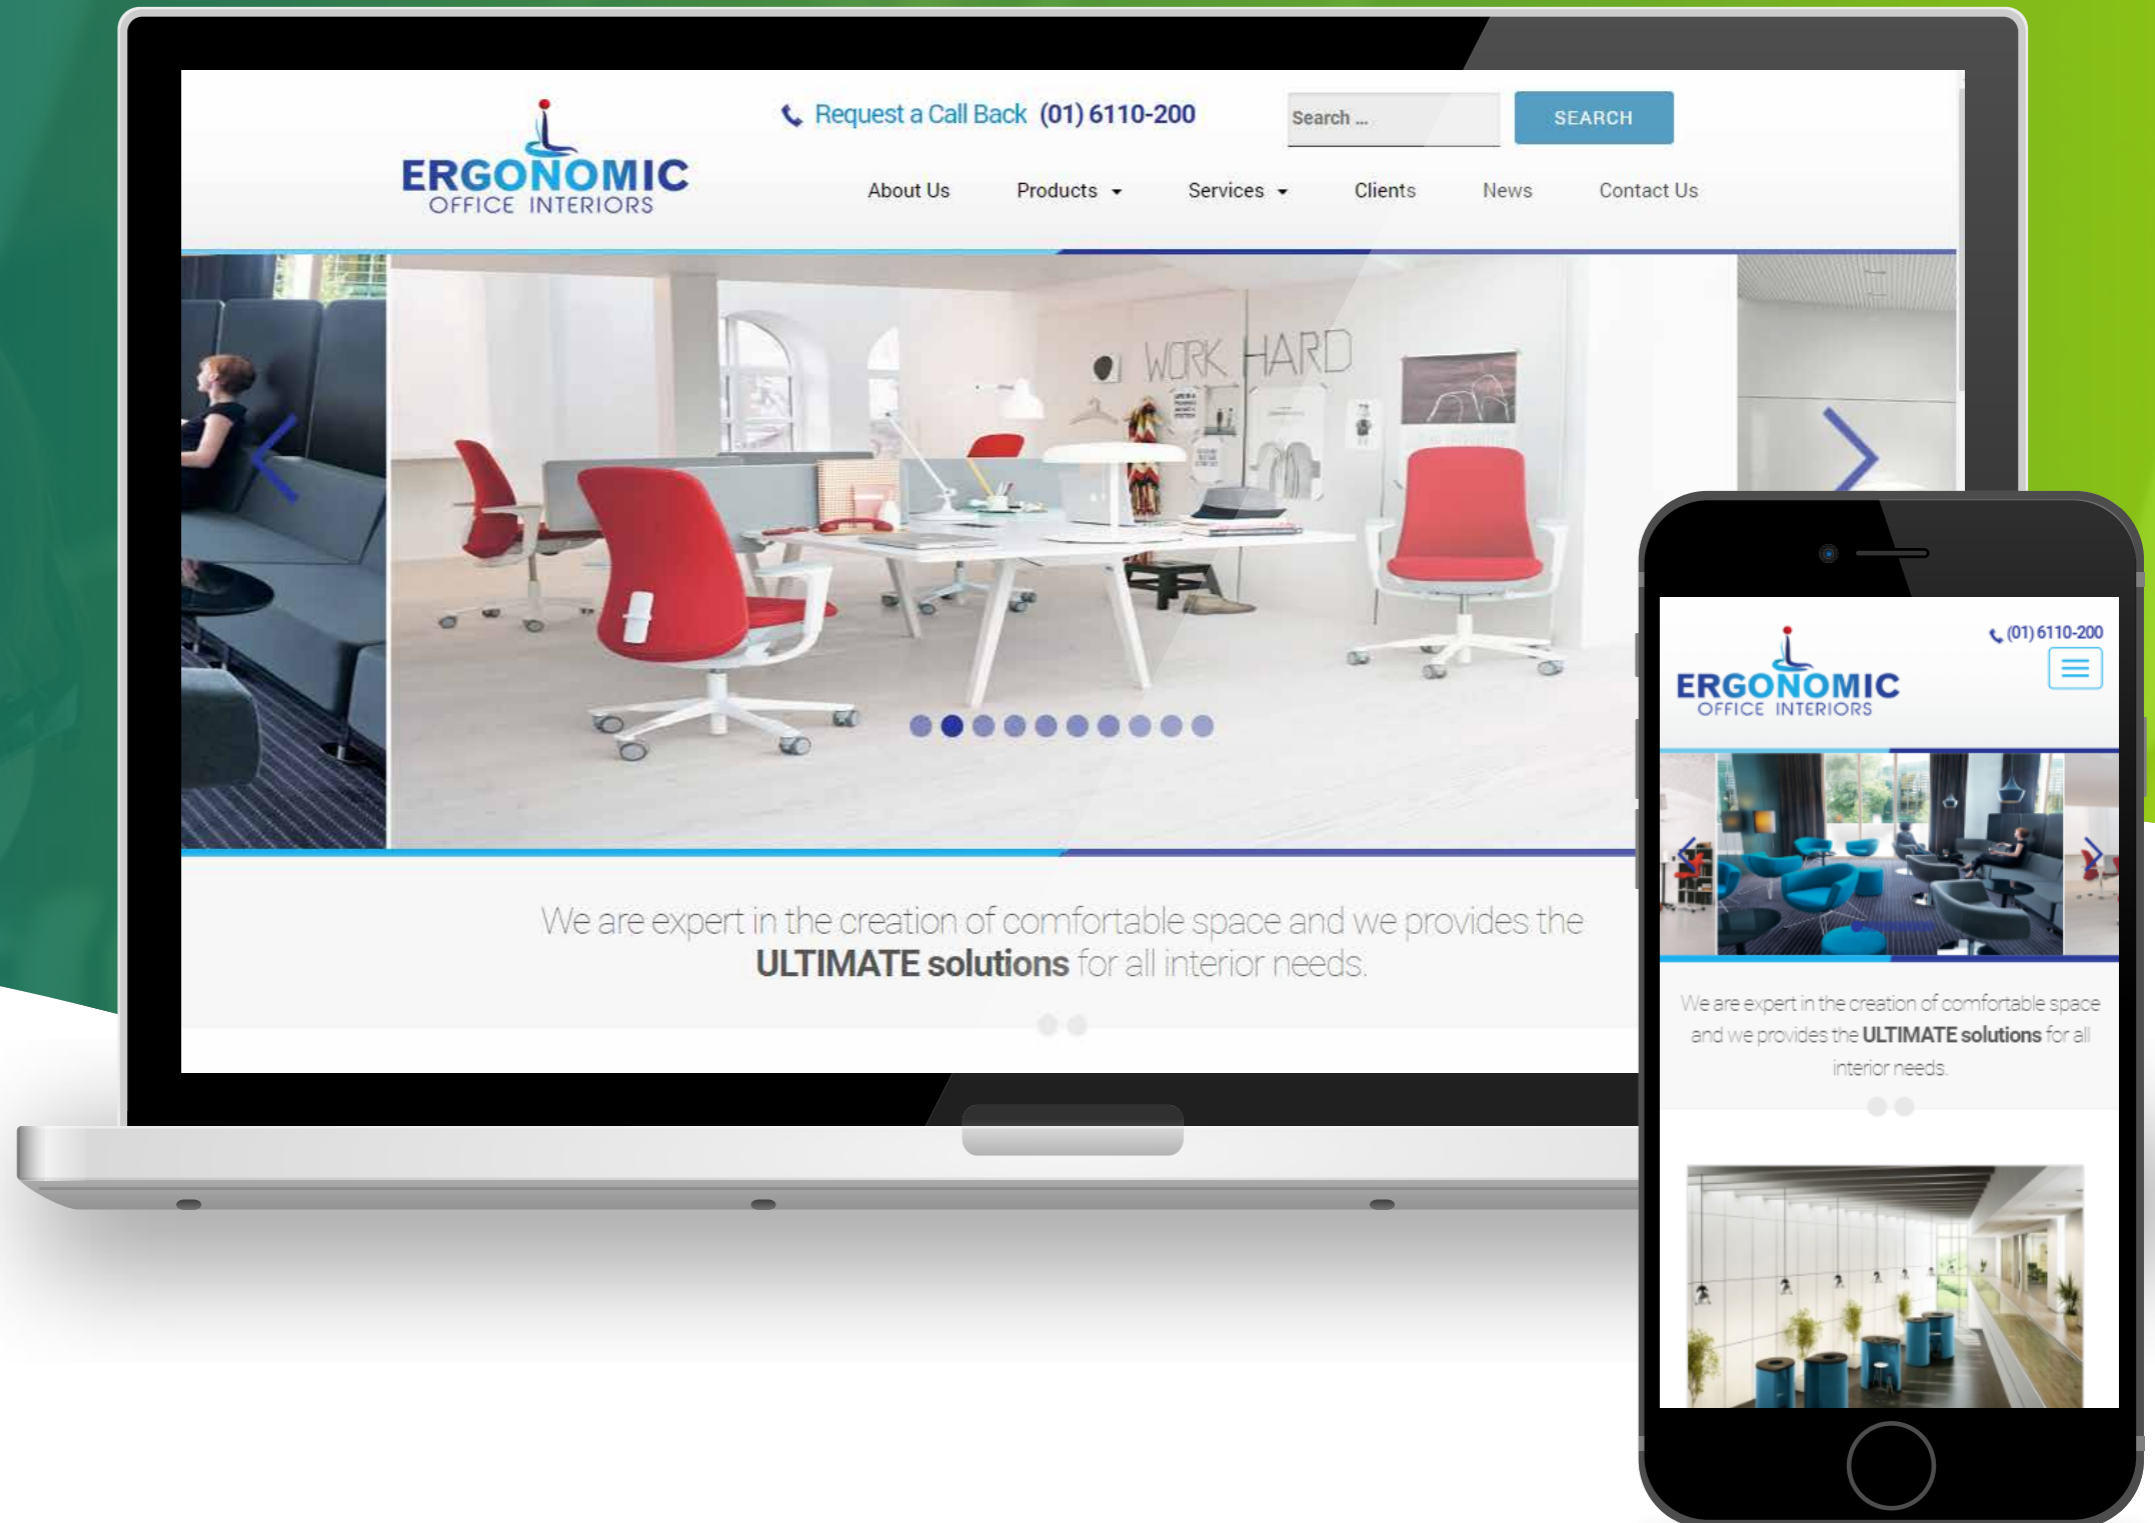 ERGONOMIC
OFFICE INTERIORS
Request a Call Back (01) 6110-200
Search ...
SEARCH
About Us Products Services Clients News Contact Us
WORK HARD
We are expert in the creation of comfortable space and we provides the
ULTIMATE solutions for all interior needs.
(01) 6110-200
ERGONOMIC
OFFICE INTERIORS
We are expert in the creation of comfortable space
and we provides the ULTIMATE solutions for all
interior needs.